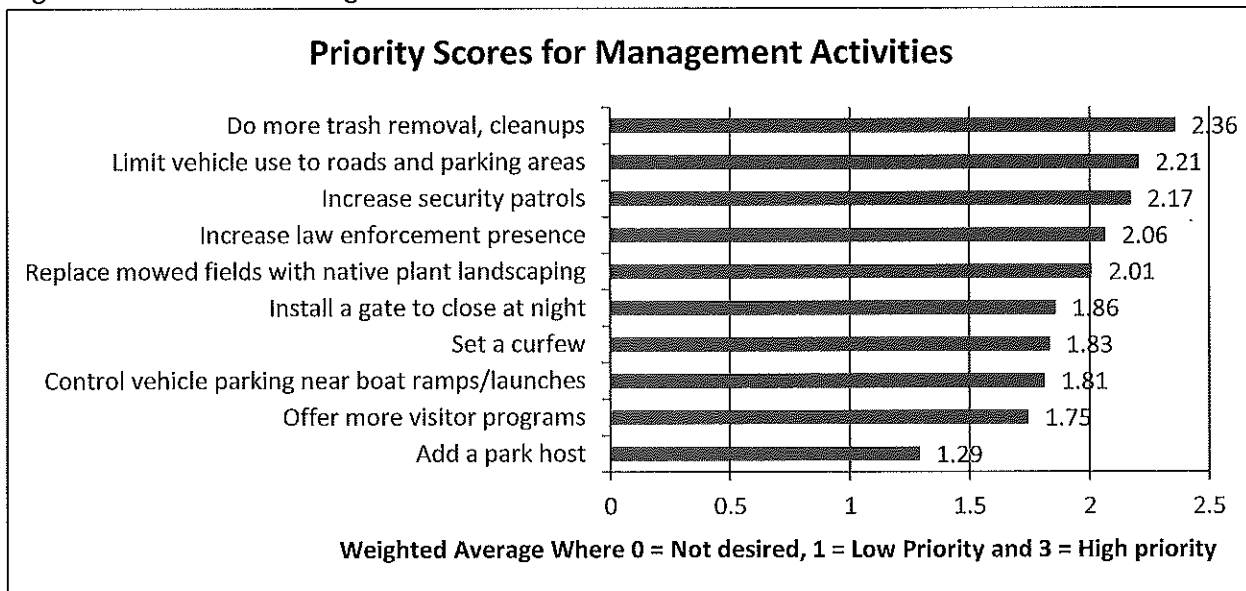 Priority Scores for Management Activities
Do more trash removal, cleanups 2.36
Limit vehicle use to roads and parking areas 2.21
Increase security patrols 2.17
Increase law enforcement presence 2.06
Replace mowed fields with native plant landscaping 2.01
Install a gate to close at night 1.86
Set a curfew 1.83
Control vehicle parking near boat ramps/launches 1.81
Offer more visitor programs 1.75
Add a park host 1.29
0 0.5 1 1.5 2 2.5
Weighted Average Where 0 = Not desired, 1 = Low Priority and 3 = High priority